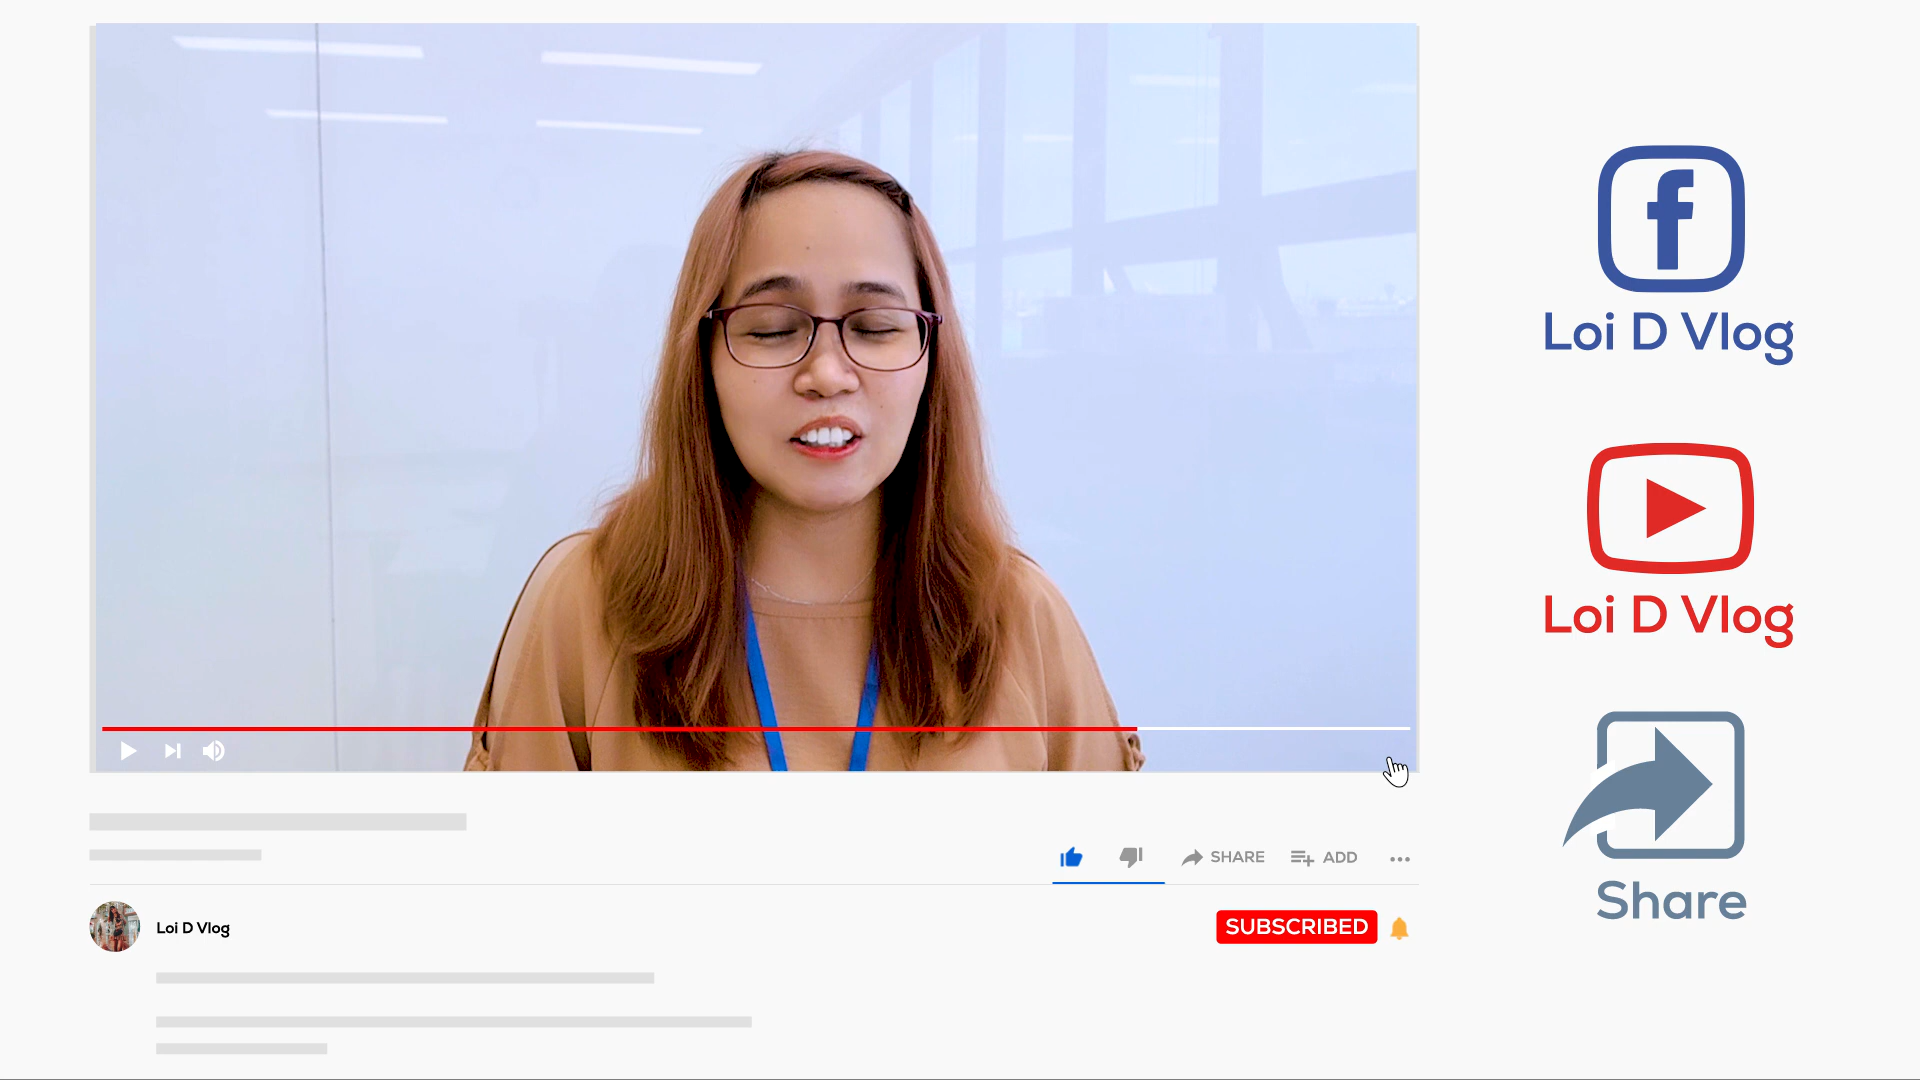 Loi D Vlog
Loi D Vlog
Share
SHARE
ADD
Loi D Vlog
SUBSCRIBED